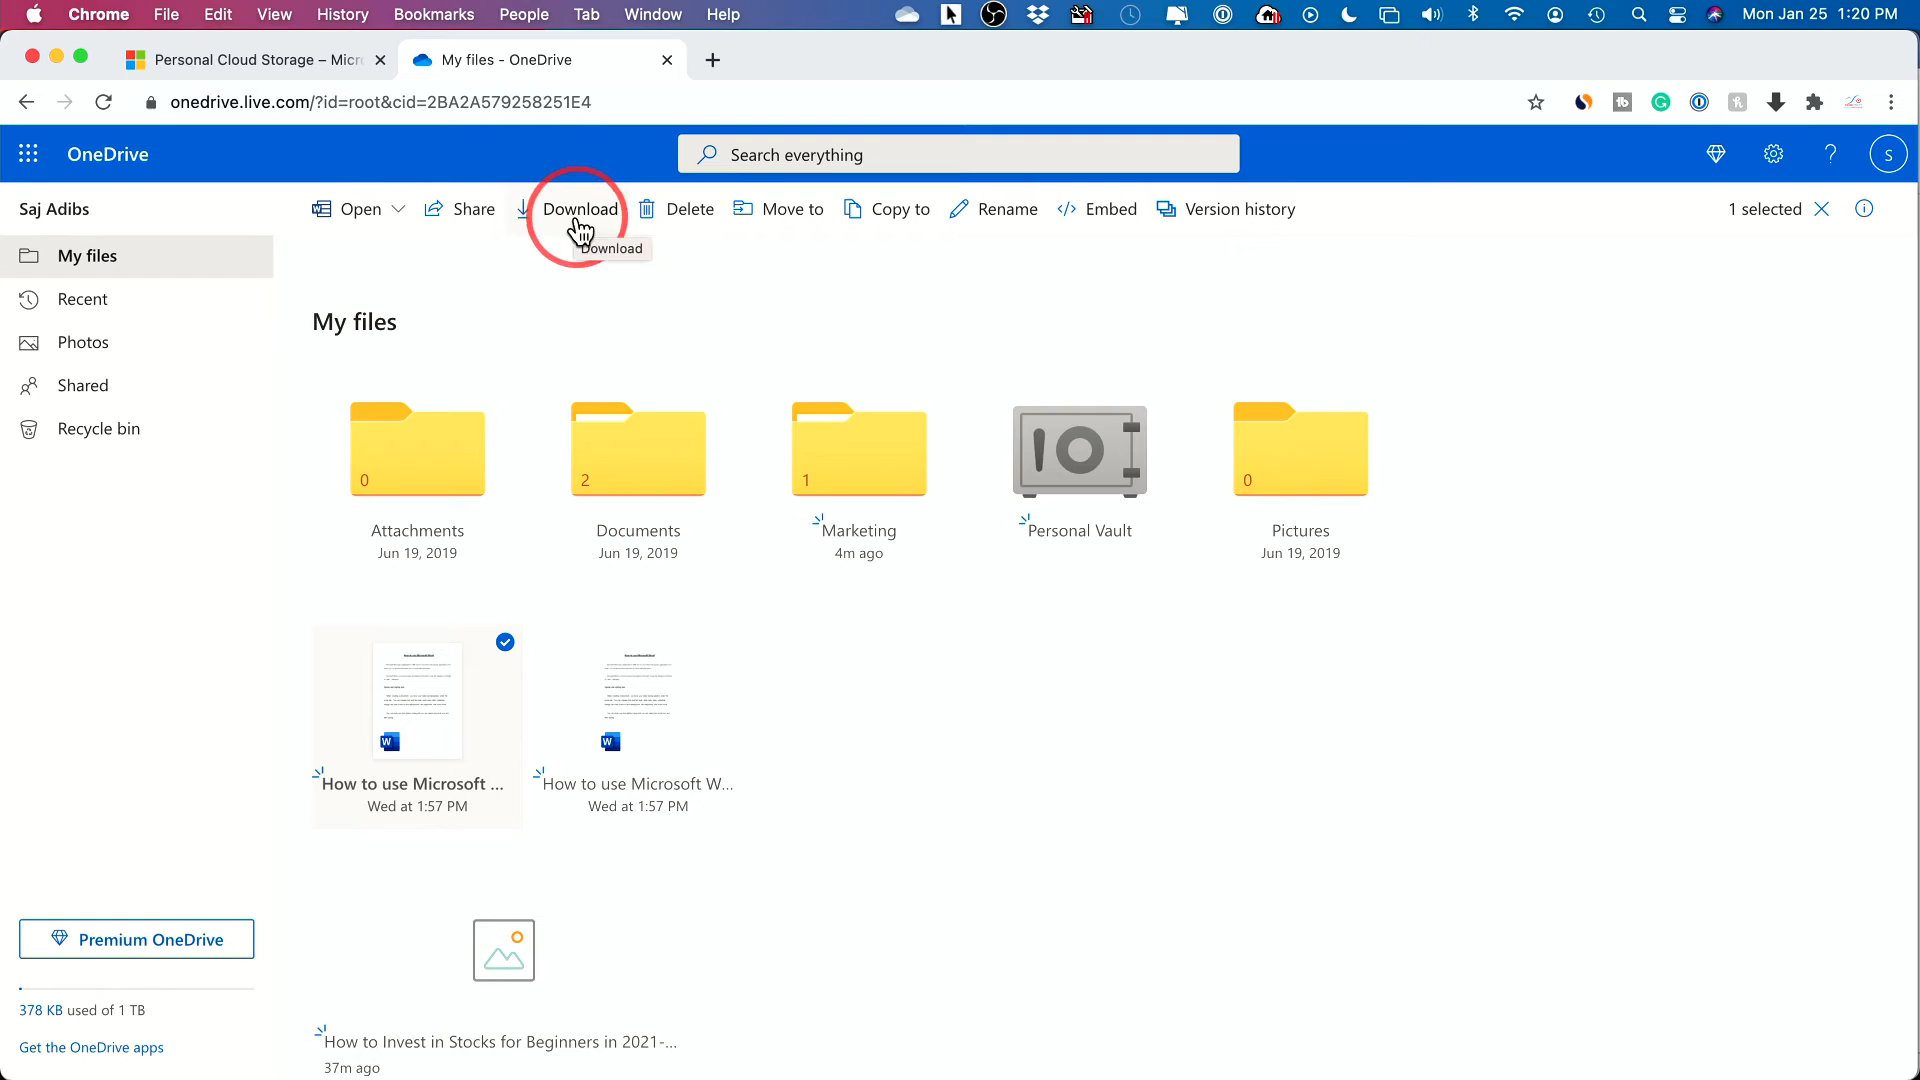 Chrome File Edit View History Bookmarks People Tab Window Help Mon Jan 25 1:20 PM
Personal Cloud Storage – Micr My files - OneDrive
onedrive.live.com/?id=root&cid=2BA2A579258251E4
OneDrive Search everything ? S
Saj Adibs Open Share Download Delete Move to Copy to Rename Embed Version history 1 selected
Download
My files
Recent
Photos
Shared
Recycle bin
My files
0 2 1 0
Attachments Documents Marketing Personal Vault Pictures
Jun 19, 2019 Jun 19, 2019 4m ago Jun 19, 2019
W W
How to use Microsoft ... How to use Microsoft W...
Wed at 1:57 PM Wed at 1:57 PM
Premium OneDrive
378 KB used of 1 TB
Get the OneDrive apps
How to Invest in Stocks for Beginners in 2021-...
37m ago